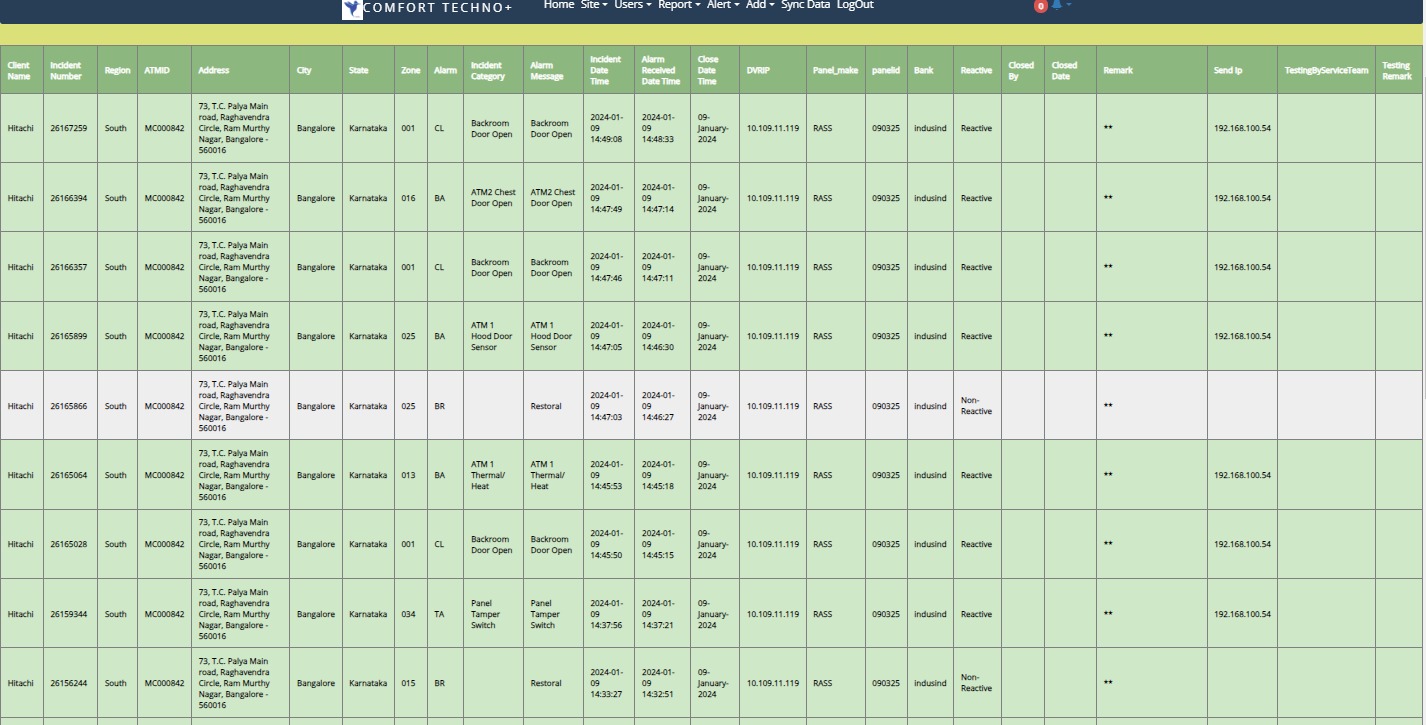 COMFORT TECHNO+ Home Site Users Report Alert Add Sync Data LogOut 0
Client Name Incident Number Region ATMID Address City State Zone Alarm Incident Category Alarm Message Incident Date Time Alarm Received Date Time Close Date Time DVRIP Panel_make panelid Bank Reactive Closed By Closed Date Remark Send Ip TestingByServiceTeam Testing Remark
Hitachi 26167259 South MC000842 73, T.C. Palya Main road, Raghavendra Circle, Ram Murthy Nagar, Bangalore - 560016 Bangalore Karnataka 001 CL Backroom Door Open Backroom Door Open 2024-01-09 14:49:08 2024-01-09 14:48:33 09-January-2024 10.109.11.119 RASS 090325 indusind Reactive ** 192.168.100.54
Hitachi 26166394 South MC000842 73, T.C. Palya Main road, Raghavendra Circle, Ram Murthy Nagar, Bangalore - 560016 Bangalore Karnataka 016 BA ATM2 Chest Door Open ATM2 Chest Door Open 2024-01-09 14:47:49 2024-01-09 14:47:14 09-January-2024 10.109.11.119 RASS 090325 indusind Reactive ** 192.168.100.54
Hitachi 26166357 South MC000842 73, T.C. Palya Main road, Raghavendra Circle, Ram Murthy Nagar, Bangalore - 560016 Bangalore Karnataka 001 CL Backroom Door Open Backroom Door Open 2024-01-09 14:47:46 2024-01-09 14:47:11 09-January-2024 10.109.11.119 RASS 090325 indusind Reactive ** 192.168.100.54
Hitachi 26165899 South MC000842 73, T.C. Palya Main road, Raghavendra Circle, Ram Murthy Nagar, Bangalore - 560016 Bangalore Karnataka 025 BA ATM 1 Hood Door Sensor ATM 1 Hood Door Sensor 2024-01-09 14:47:05 2024-01-09 14:46:30 09-January-2024 10.109.11.119 RASS 090325 indusind Reactive ** 192.168.100.54
Hitachi 26165866 South MC000842 73, T.C. Palya Main road, Raghavendra Circle, Ram Murthy Nagar, Bangalore - 560016 Bangalore Karnataka 025 BR Restoral 2024-01-09 14:47:03 2024-01-09 14:46:27 09-January-2024 10.109.11.119 RASS 090325 indusind Non-Reactive **
Hitachi 26165064 South MC000842 73, T.C. Palya Main road, Raghavendra Circle, Ram Murthy Nagar, Bangalore - 560016 Bangalore Karnataka 013 BA ATM 1 Thermal/ Heat ATM 1 Thermal/ Heat 2024-01-09 14:45:53 2024-01-09 14:45:18 09-January-2024 10.109.11.119 RASS 090325 indusind Reactive ** 192.168.100.54
Hitachi 26165028 South MC000842 73, T.C. Palya Main road, Raghavendra Circle, Ram Murthy Nagar, Bangalore - 560016 Bangalore Karnataka 001 CL Backroom Door Open Backroom Door Open 2024-01-09 14:45:50 2024-01-09 14:45:15 09-January-2024 10.109.11.119 RASS 090325 indusind Reactive ** 192.168.100.54
Hitachi 26159344 South MC000842 73, T.C. Palya Main road, Raghavendra Circle, Ram Murthy Nagar, Bangalore - 560016 Bangalore Karnataka 034 TA Panel Tamper Switch Panel Tamper Switch 2024-01-09 14:37:56 2024-01-09 14:37:21 09-January-2024 10.109.11.119 RASS 090325 indusind Reactive ** 192.168.100.54
Hitachi 26156244 South MC000842 73, T.C. Palya Main road, Raghavendra Circle, Ram Murthy Nagar, Bangalore - 560016 Bangalore Karnataka 015 BR Restoral 2024-01-09 14:33:27 2024-01-09 14:32:51 09-January-2024 10.109.11.119 RASS 090325 indusind Non-Reactive **